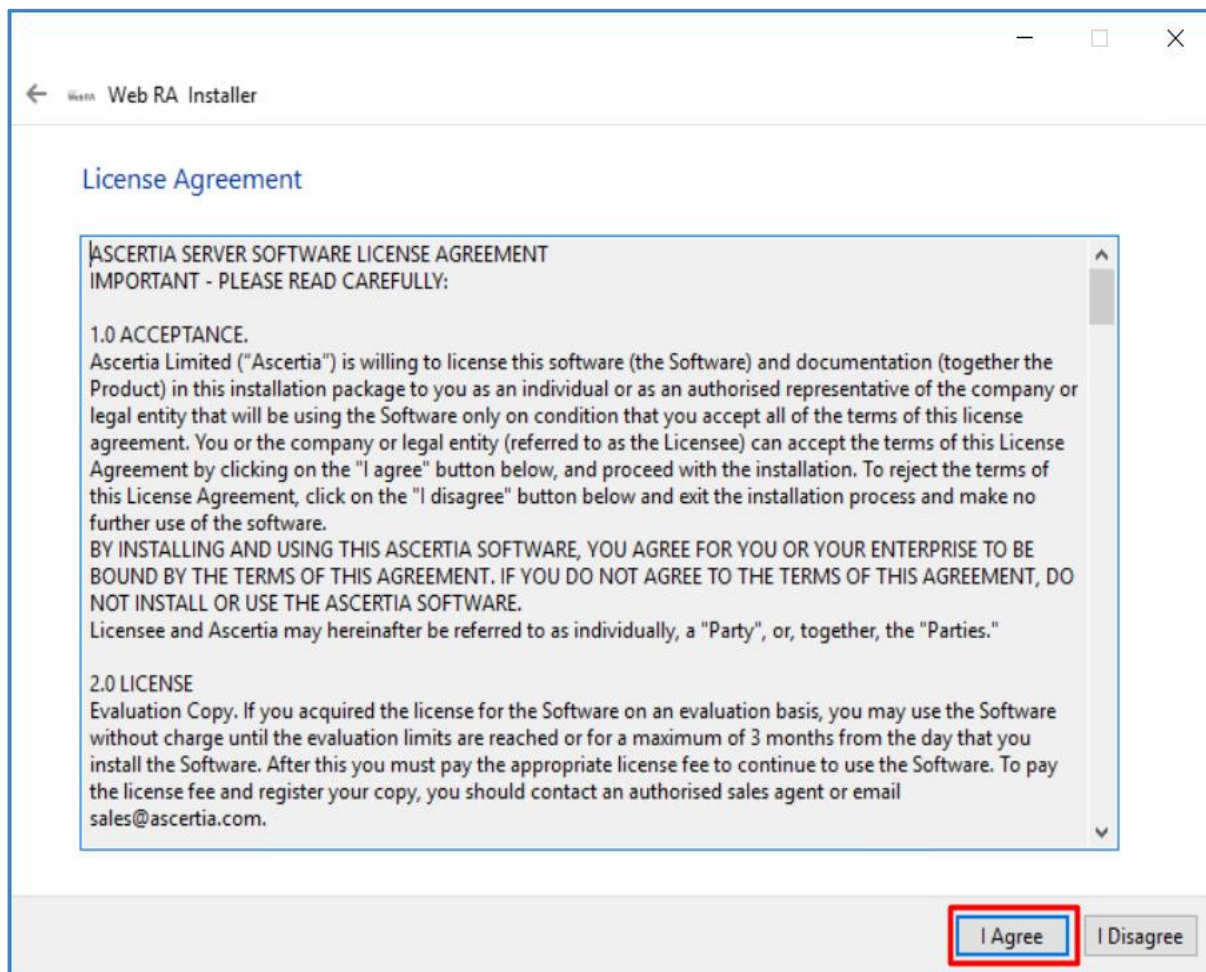 Web RA Installer
License Agreement
ASCERTIA SERVER SOFTWARE LICENSE AGREEMENT
IMPORTANT - PLEASE READ CAREFULLY:
1.0 ACCEPTANCE.
Ascertia Limited ("Ascertia") is willing to license this software (the Software) and documentation (together the
Product) in this installation package to you as an individual or as an authorised representative of the company or
legal entity that will be using the Software only on condition that you accept all of the terms of this license
agreement. You or the company or legal entity (referred to as the Licensee) can accept the terms of this License
Agreement by clicking on the "I agree" button below, and proceed with the installation. To reject the terms of
this License Agreement, click on the "I disagree" button below and exit the installation process and make no
further use of the software.
BY INSTALLING AND USING THIS ASCERTIA SOFTWARE, YOU AGREE FOR YOU OR YOUR ENTERPRISE TO BE
BOUND BY THE TERMS OF THIS AGREEMENT. IF YOU DO NOT AGREE TO THE TERMS OF THIS AGREEMENT, DO
NOT INSTALL OR USE THE ASCERTIA SOFTWARE.
Licensee and Ascertia may hereinafter be referred to as individually, a "Party", or, together, the "Parties."
2.0 LICENSE
Evaluation Copy. If you acquired the license for the Software on an evaluation basis, you may use the Software
without charge until the evaluation limits are reached or for a maximum of 3 months from the day that you
install the Software. After this you must pay the appropriate license fee to continue to use the Software. To pay
the license fee and register your copy, you should contact an authorised sales agent or email
sales@ascertia.com.
I Agree
I Disagree